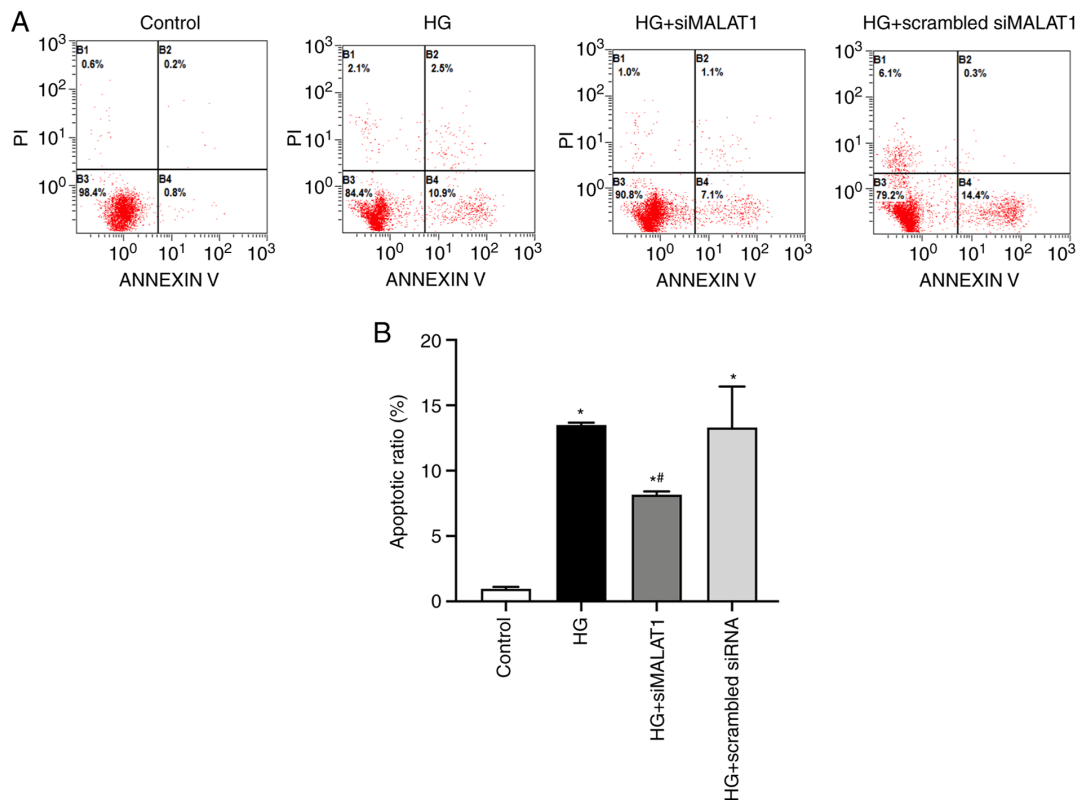 A
Control
HG
HG+siMALAT1
HG+scrambled siMALAT1
PI
10³
10²
10¹
10⁰
B1
0.6%
B2
0.2%
B3
98.4%
B4
0.8%
10⁰
10¹
10²
10³
ANNEXIN V
PI
10³
10²
10¹
10⁰
B1
2.1%
B2
2.5%
B3
84.4%
B4
10.9%
10⁰
10¹
10²
10³
ANNEXIN V
PI
10³
10²
10¹
10⁰
B1
1.0%
B2
1.1%
B3
90.8%
B4
7.1%
10⁰
10¹
10²
10³
ANNEXIN V
10³
10²
10¹
10⁰
B1
6.1%
B2
0.3%
B3
79.2%
B4
14.4%
10⁰
10¹
10²
10³
ANNEXIN V
B
Apoptotic ratio (%)
20
15
10
5
0
*
*#
*
Control
HG
HG+siMALAT1
HG+scrambled siRNA